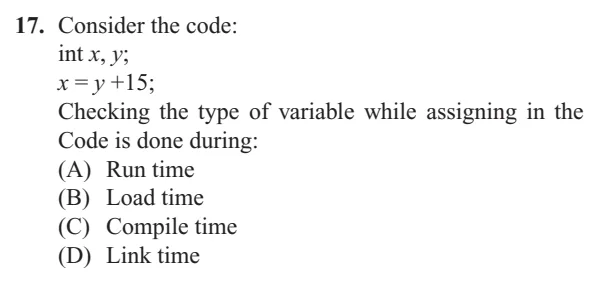 17. Consider the code:
int x, y;
x = y +15;
Checking the type of variable while assigning in the
Code is done during:
(A) Run time
(B) Load time
(C) Compile time
(D) Link time